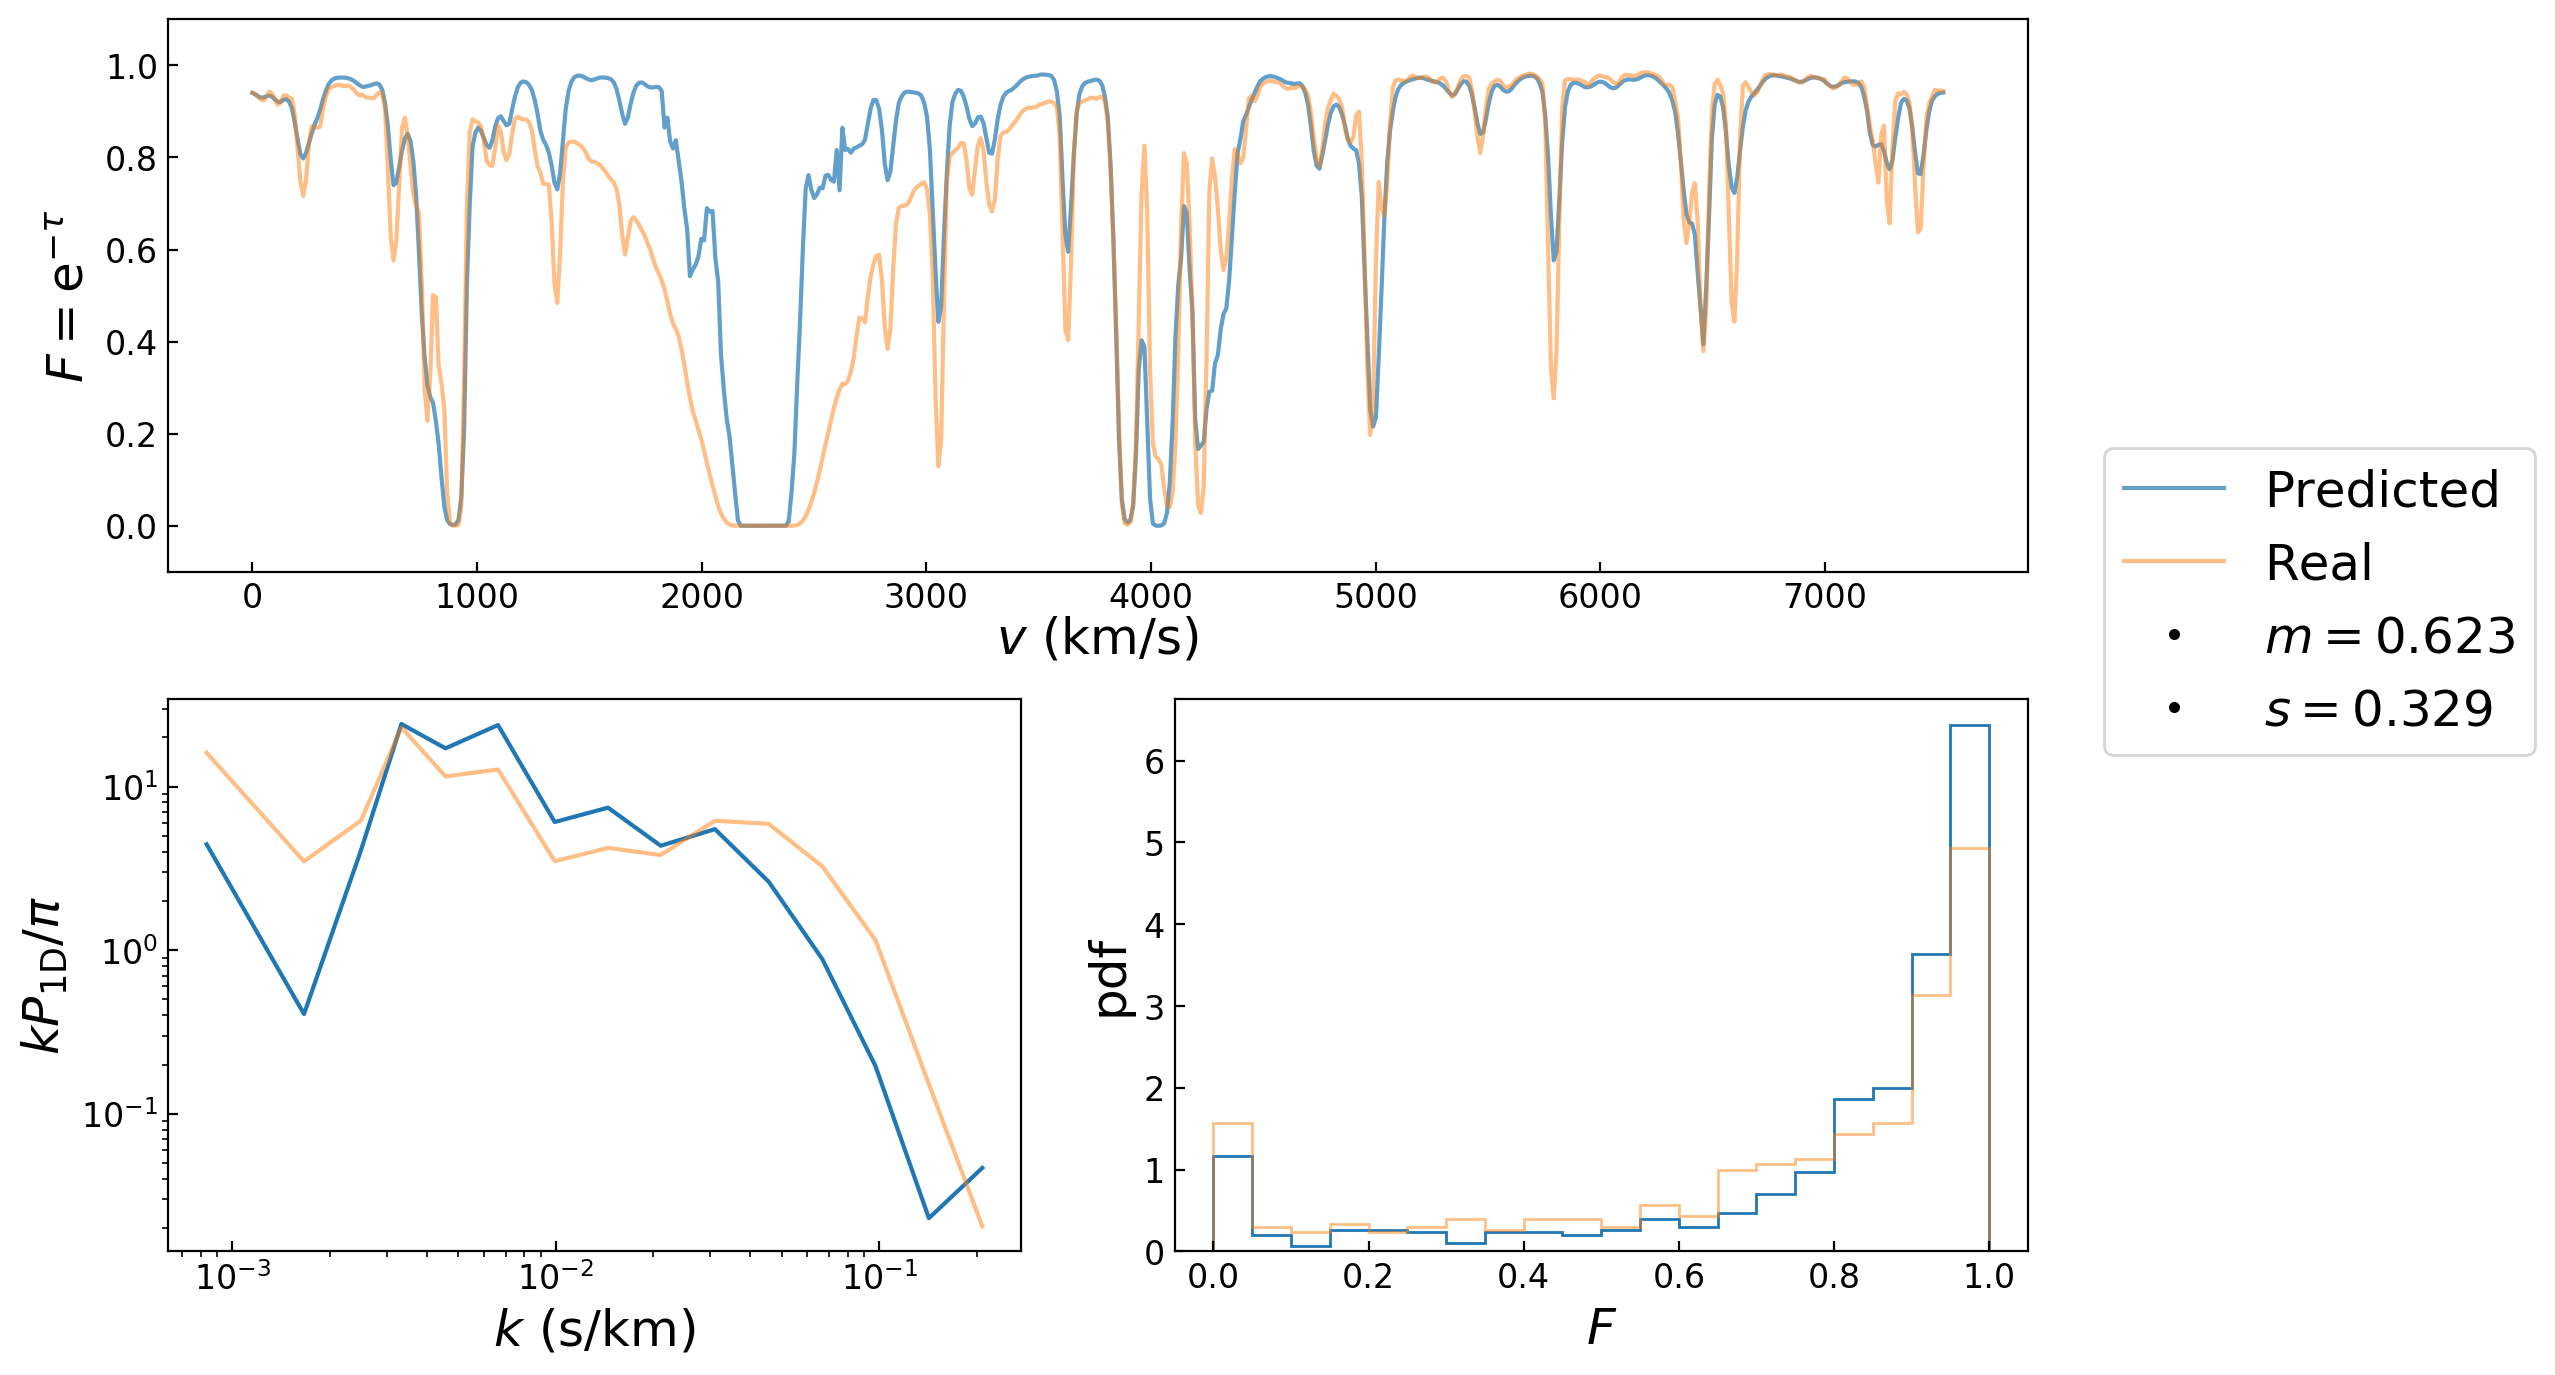 1.0
0.8
0.6
0.4
0.2
0.0
F = e^{−τ}
0 1000 2000 3000 4000 5000 6000 7000
v (km/s)
Predicted
Real
m = 0.623
s = 0.329
10^1
10^0
10^{−1}
kP_{1D}/π
10^{−3} 10^{−2} 10^{−1}
k (s/km)
6
5
4
3
2
1
0
pdf
0.0 0.2 0.4 0.6 0.8 1.0
F